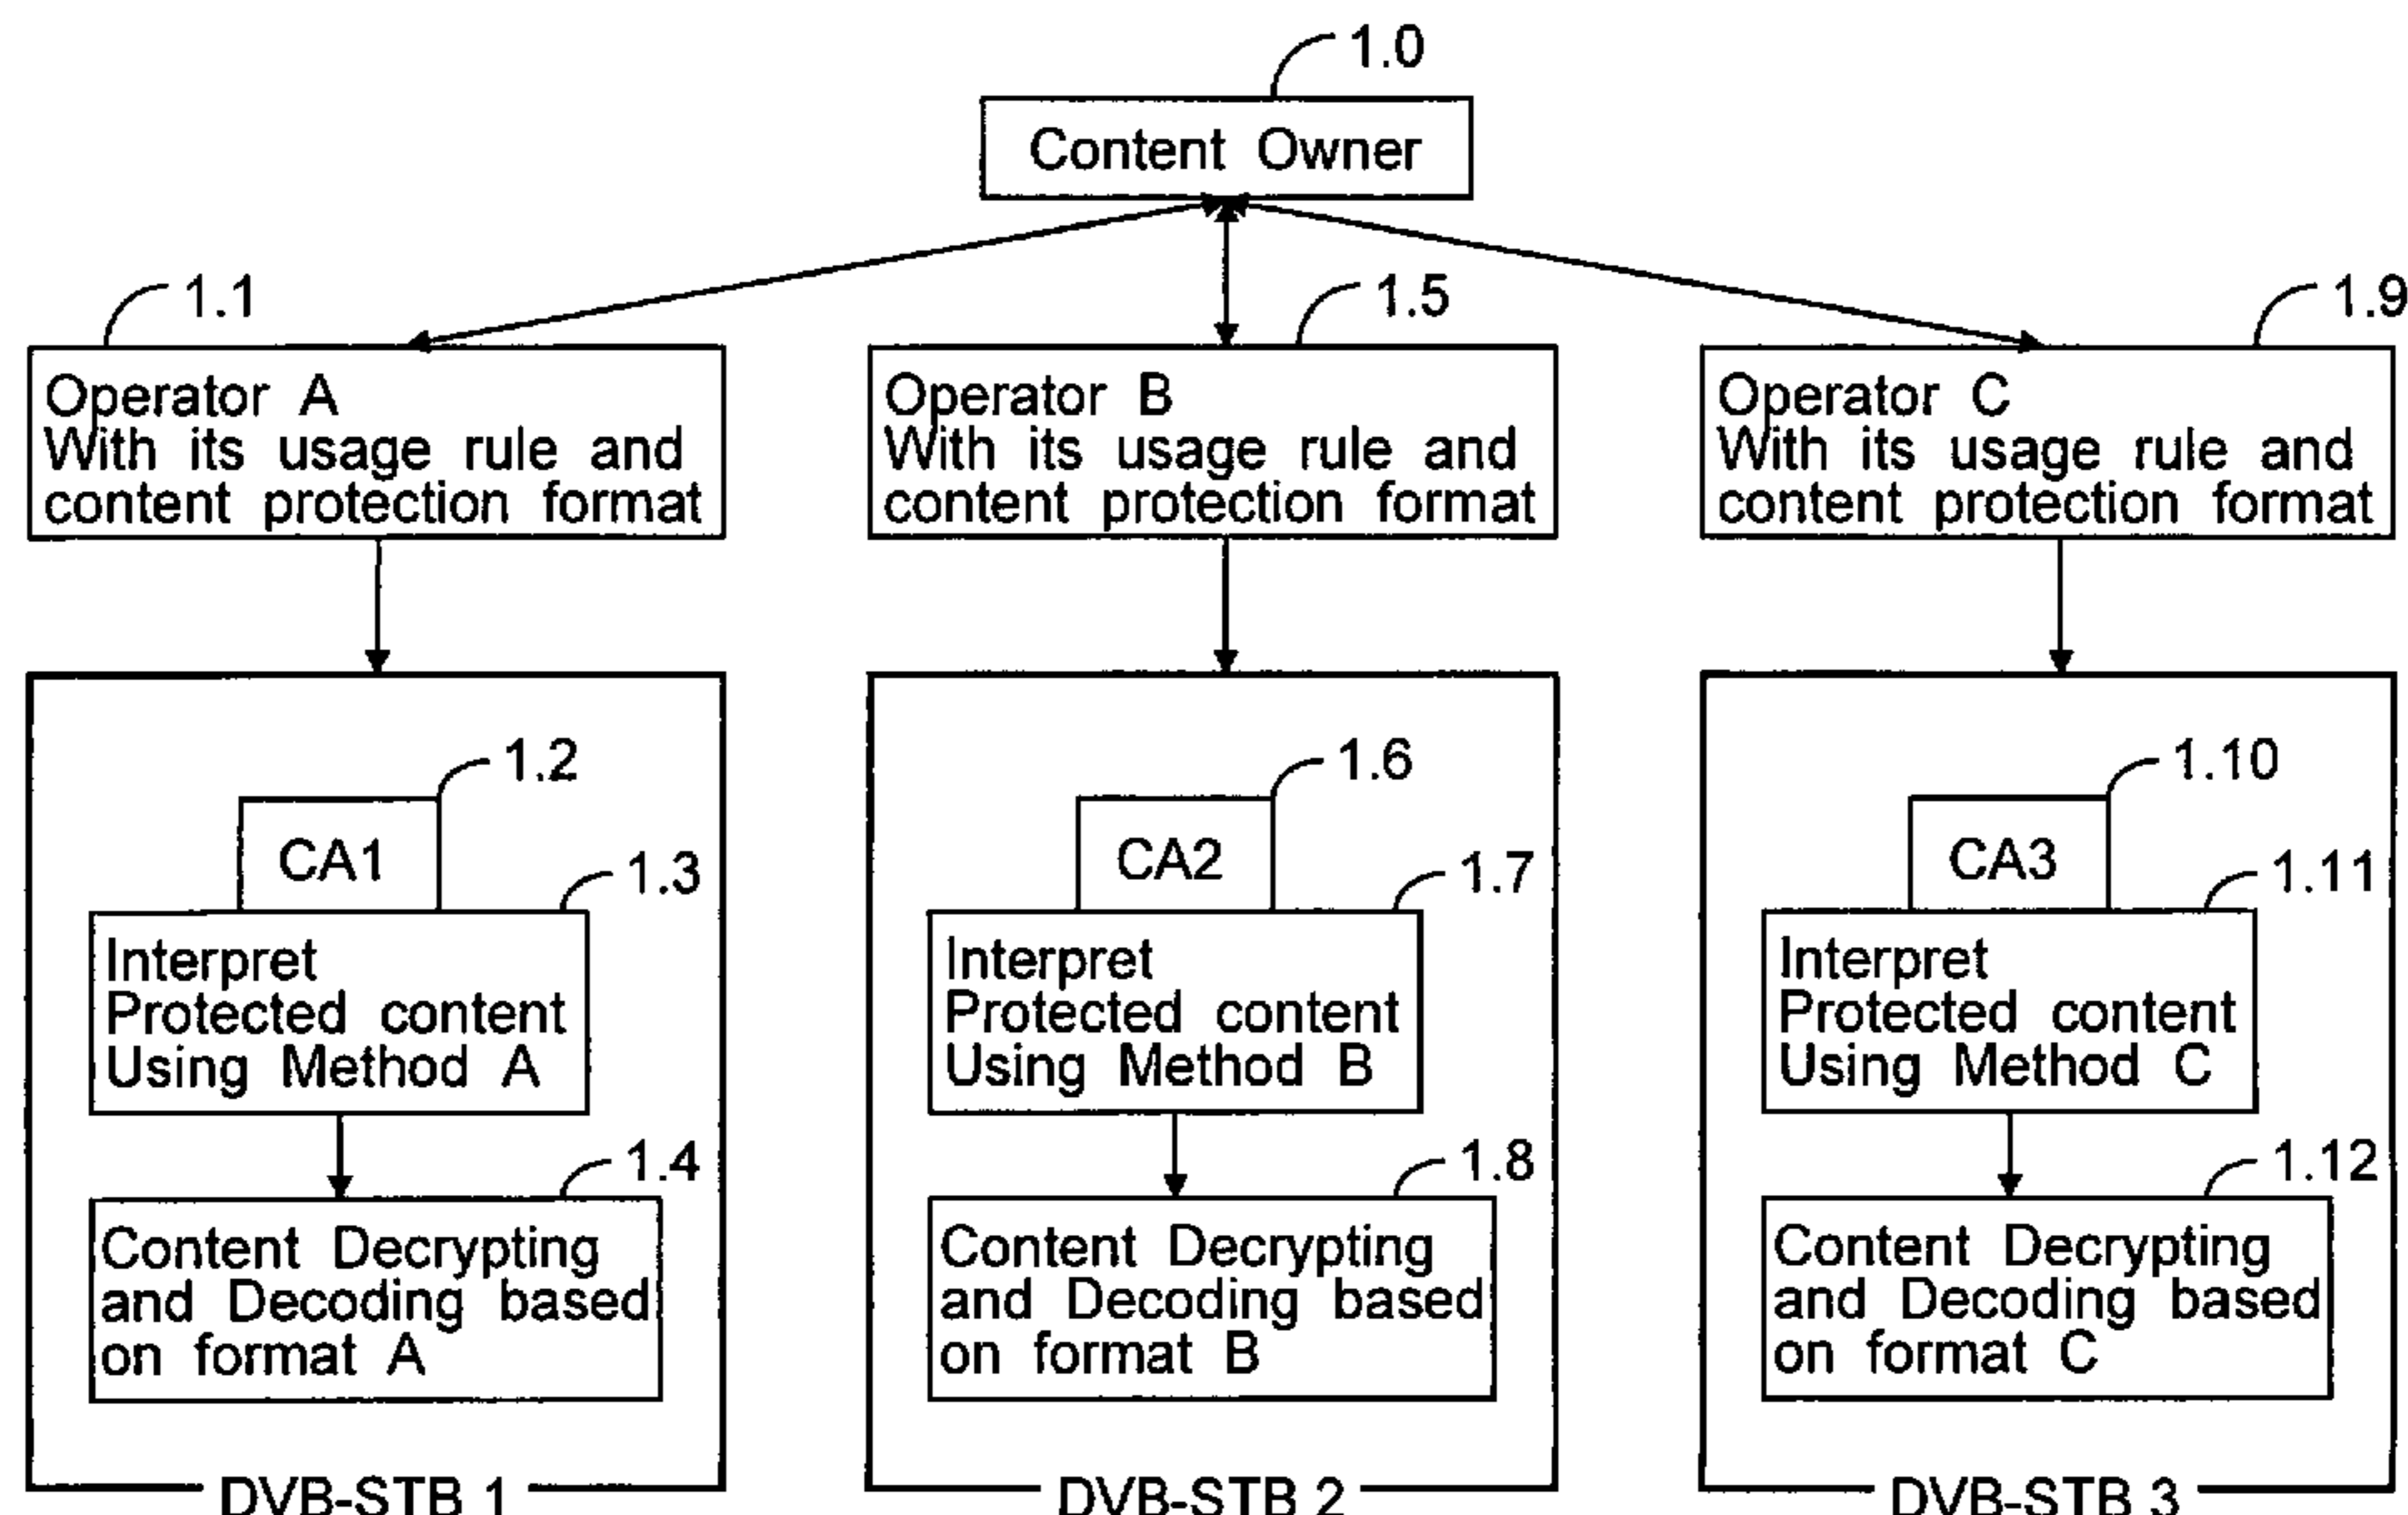 1.0
Content Owner
1.1
1.5
1.9
Operator A
With its usage rule and
content protection format
Operator B
With its usage rule and
content protection format
Operator C
With its usage rule and
content protection format
1.2
CA1
1.3
Interpret
Protected content
Using Method A
1.4
Content Decrypting
and Decoding based
on format A
DVB-STB 1
1.6
CA2
1.7
Interpret
Protected content
Using Method B
1.8
Content Decrypting
and Decoding based
on format B
DVB-STB 2
1.10
CA3
1.11
Interpret
Protected content
Using Method C
1.12
Content Decrypting
and Decoding based
on format C
DVB-STB 3